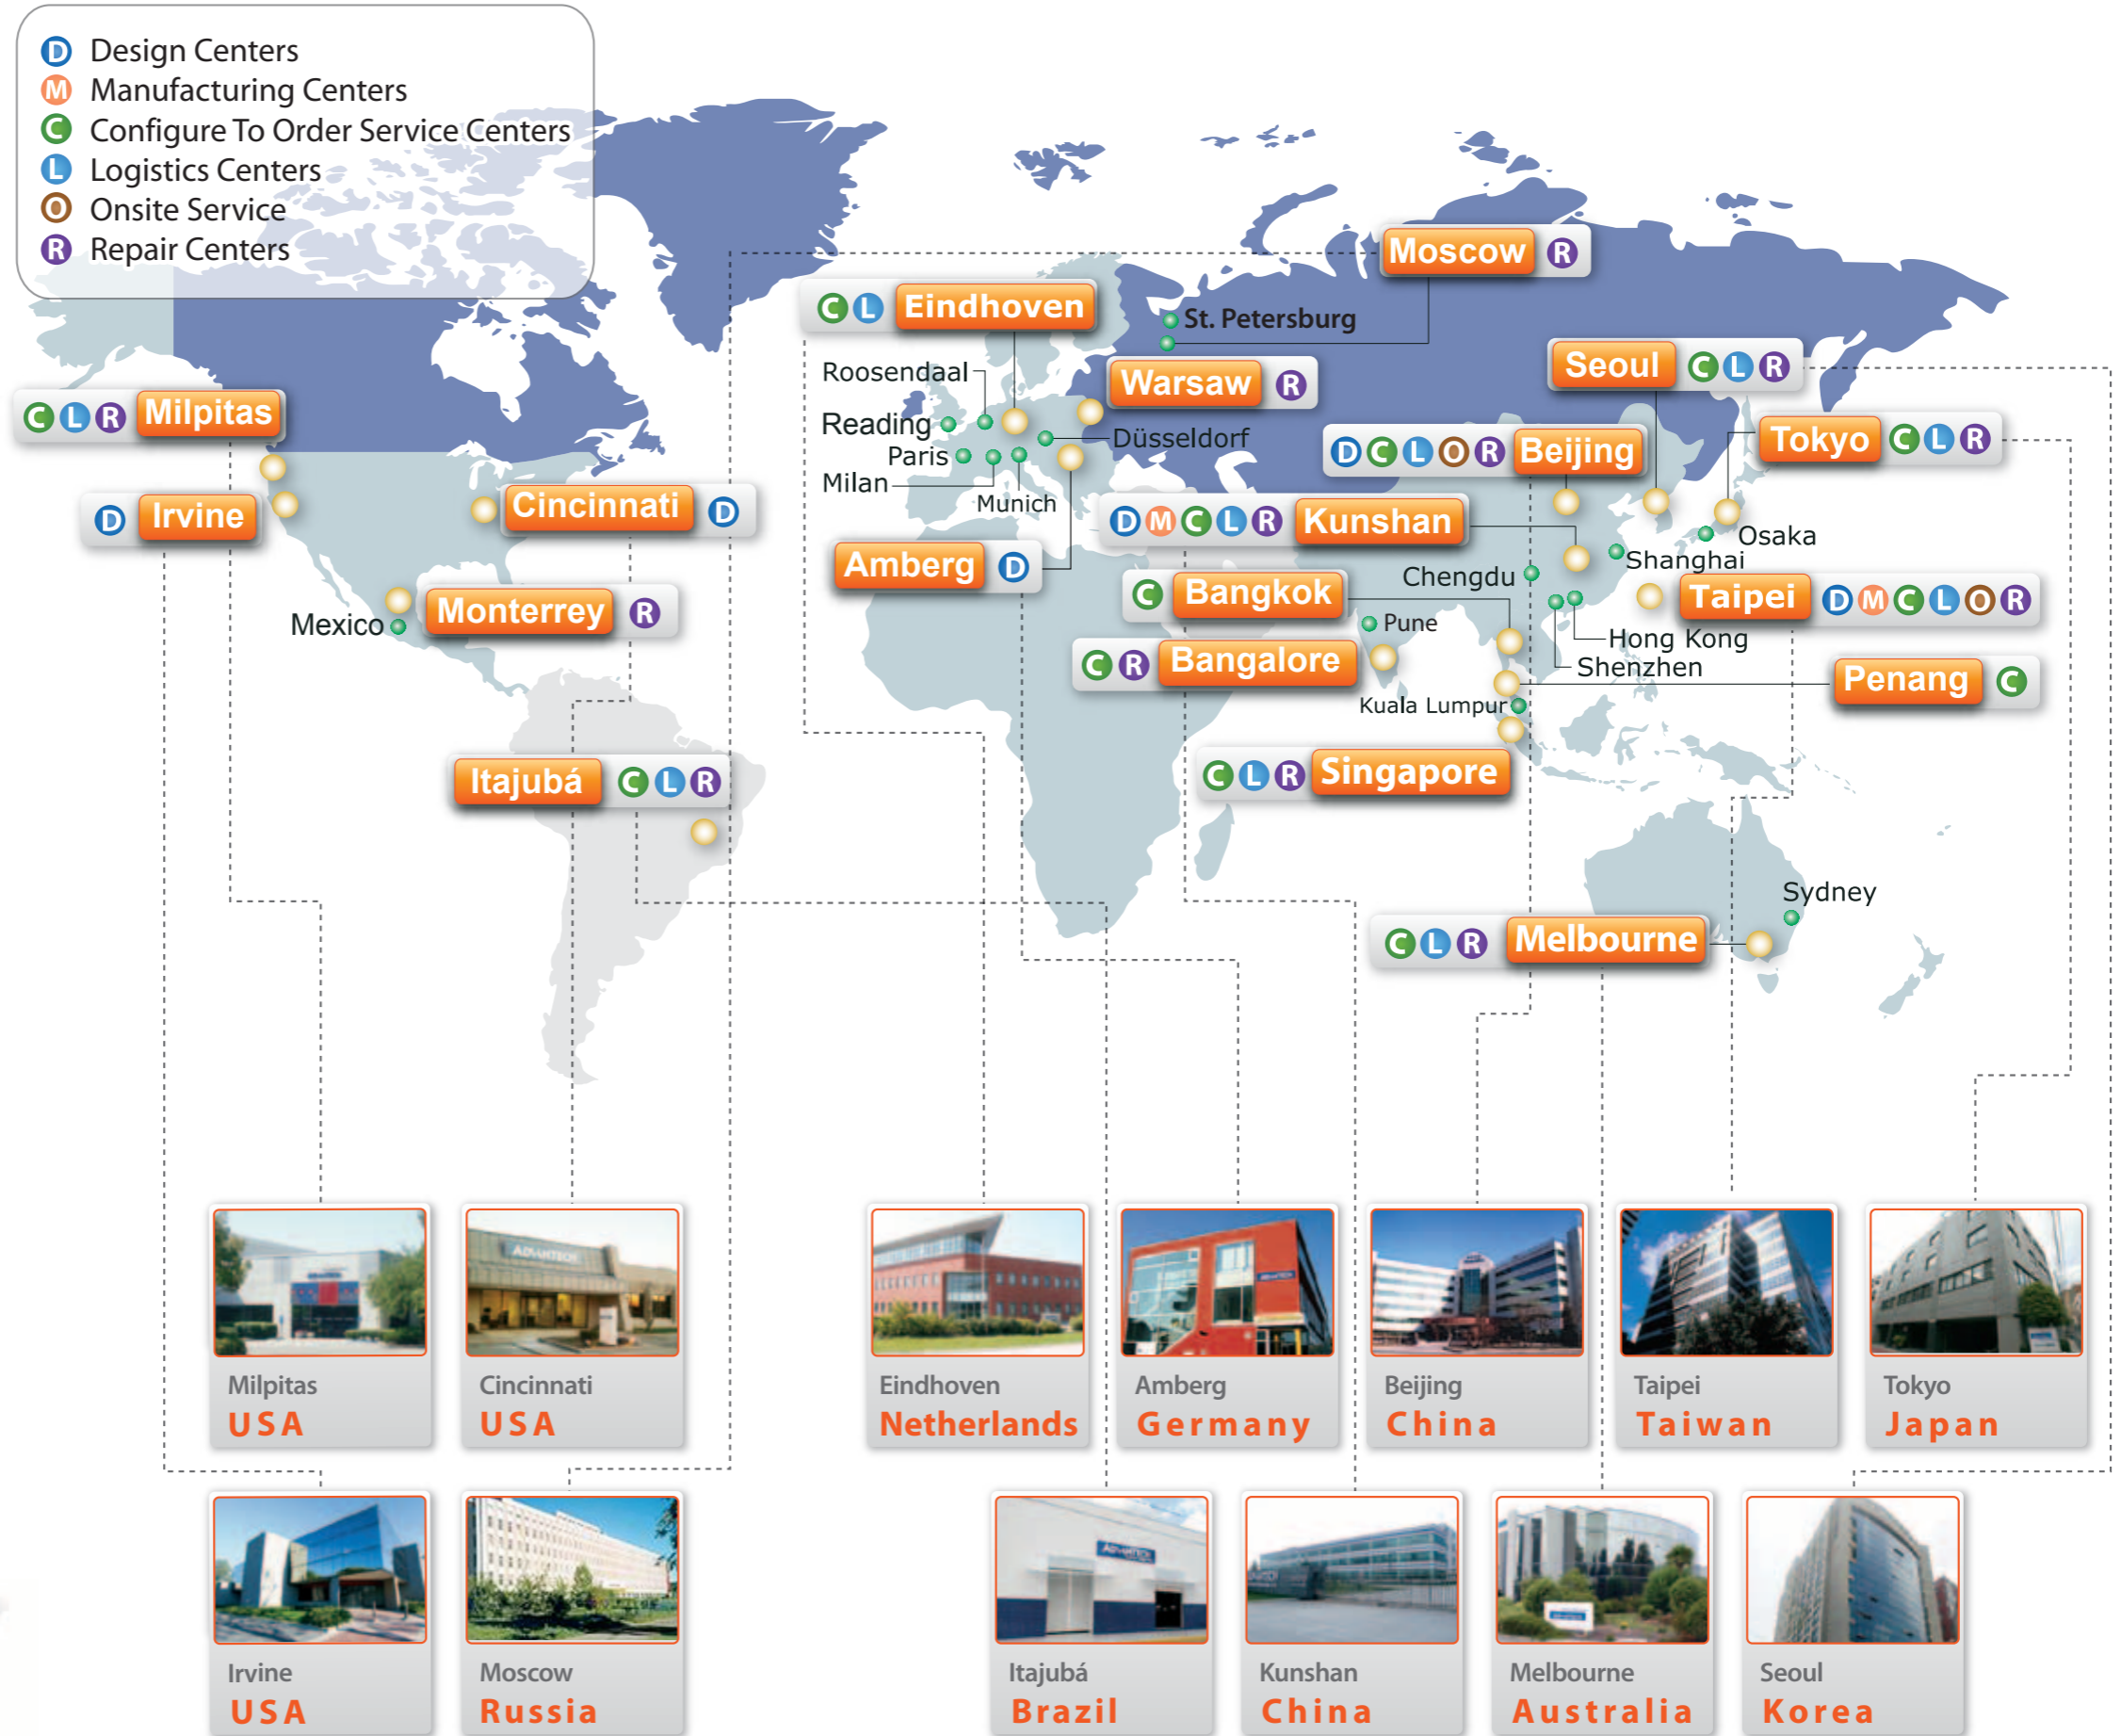 D Design Centers
M Manufacturing Centers
C Configure To Order Service Centers
L Logistics Centers
O Onsite Service
R Repair Centers
Moscow R
C L Eindhoven
St. Petersburg
Seoul C L R
Roosendaal
Warsaw R
C L R Milpitas
Reading
Düsseldorf
Tokyo C L R
Paris
D C L O R Beijing
Milan
Munich
D Irvine
Cincinnati D
D M C L R Kunshan
Osaka
Shanghai
Amberg D
Chengdu
C Bangkok
Taipei D M C L O R
Monterrey R
Mexico
Pune
Hong Kong
C R Bangalore
Shenzhen
Penang C
Kuala Lumpur
Itajubá C L R
C L R Singapore
Sydney
C L R Melbourne
ADVANTECH
Milpitas
USA
Cincinnati
USA
Eindhoven
Netherlands
Amberg
Germany
Beijing
China
Taipei
Taiwan
Tokyo
Japan
ADVANTECH
Irvine
USA
Moscow
Russia
Itajubá
Brazil
Kunshan
China
Melbourne
Australia
Seoul
Korea